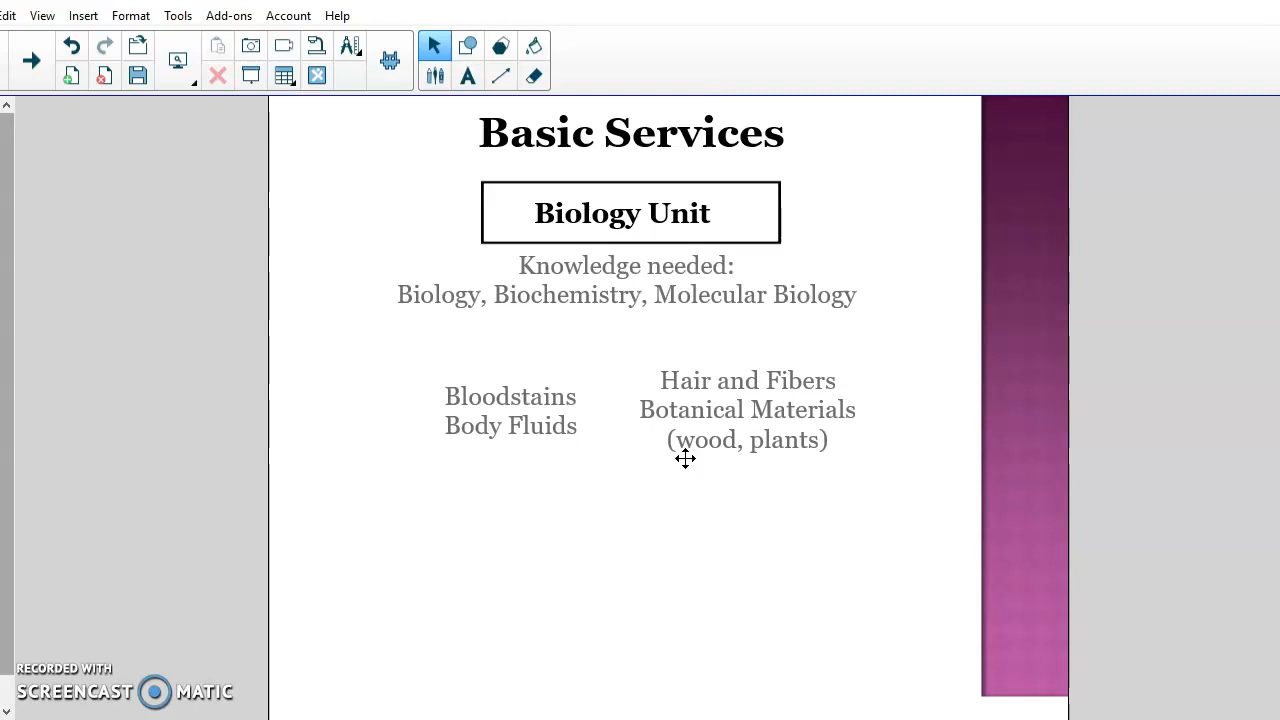 Edit View Insert Format Tools Add-ons Account Help
Basic Services
Biology Unit
Knowledge needed:
Biology, Biochemistry, Molecular Biology
Bloodstains
Body Fluids
Hair and Fibers
Botanical Materials
(wood, plants)
RECORDED WITH
SCREENCAST MATIC